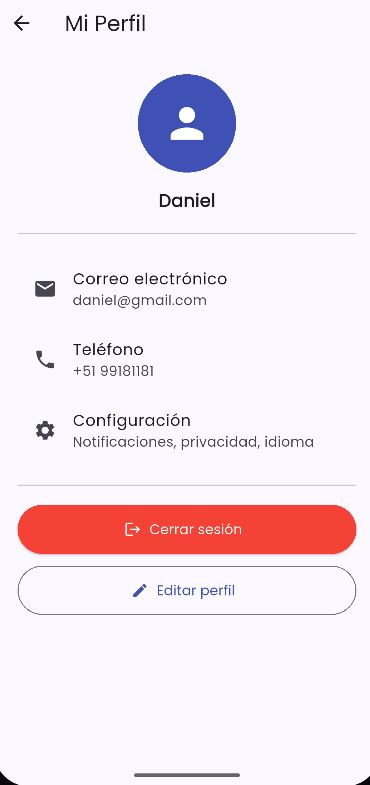 Mi Perfil
Daniel
Correo electrónico
daniel@gmail.com
Teléfono
+51 99181181
Configuración
Notificaciones, privacidad, idioma
Cerrar sesión
Editar perfil